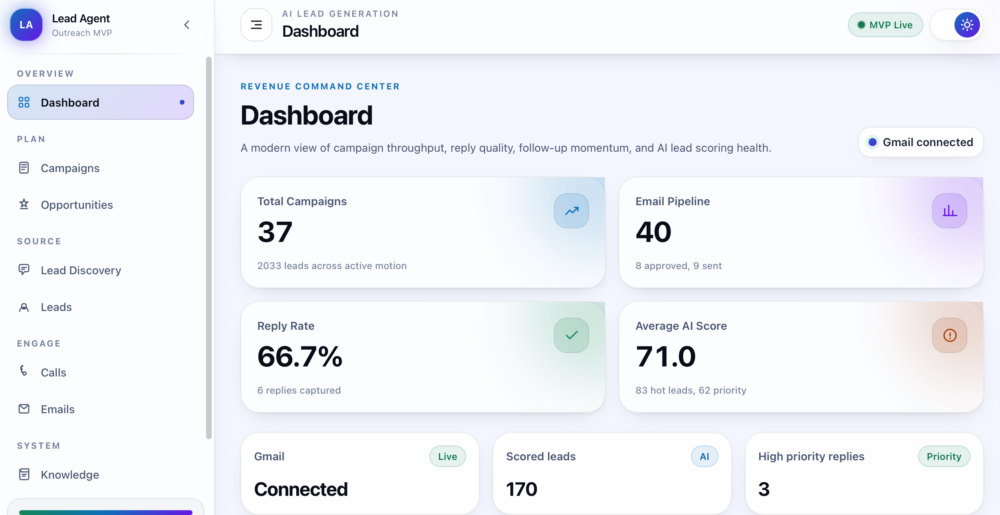 LA
Lead Agent
Outreach MVP
OVERVIEW
Dashboard
PLAN
Campaigns
Opportunities
SOURCE
Lead Discovery
Leads
ENGAGE
Calls
Emails
SYSTEM
Knowledge
AI LEAD GENERATION
Dashboard
MVP Live
REVENUE COMMAND CENTER
Dashboard
A modern view of campaign throughput, reply quality, follow-up momentum, and AI lead scoring health.
Gmail connected
Total Campaigns
37
2033 leads across active motion
Email Pipeline
40
8 approved, 9 sent
Reply Rate
66.7%
6 replies captured
Average AI Score
71.0
83 hot leads, 62 priority
Gmail
Live
Connected
Scored leads
AI
170
High priority replies
Priority
3